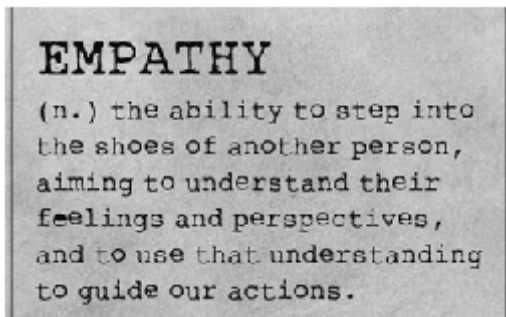 EMPATHY
(n.) the ability to step into
the shoes of another person,
aiming to understand their
feelings and perspectives,
and to use that understanding
to guide our actions.